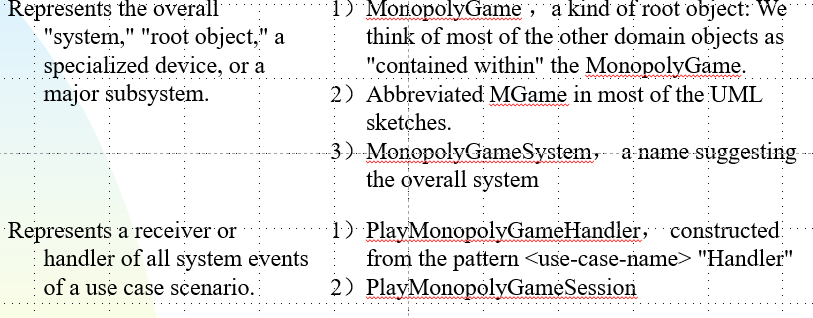 Represents the overall
"system," "root object," a
specialized device, or a
major subsystem.
1） MonopolyGame ， a kind of root object: We
think of most of the other domain objects as
"contained within" the MonopolyGame.
2） Abbreviated MGame in most of the UML
sketches.
3） MonopolyGameSystem， a name suggesting
the overall system
Represents a receiver or
handler of all system events
of a use case scenario.
1） PlayMonopolyGameHandler， constructed
from the pattern <use-case-name> "Handler"
2） PlayMonopolyGameSession